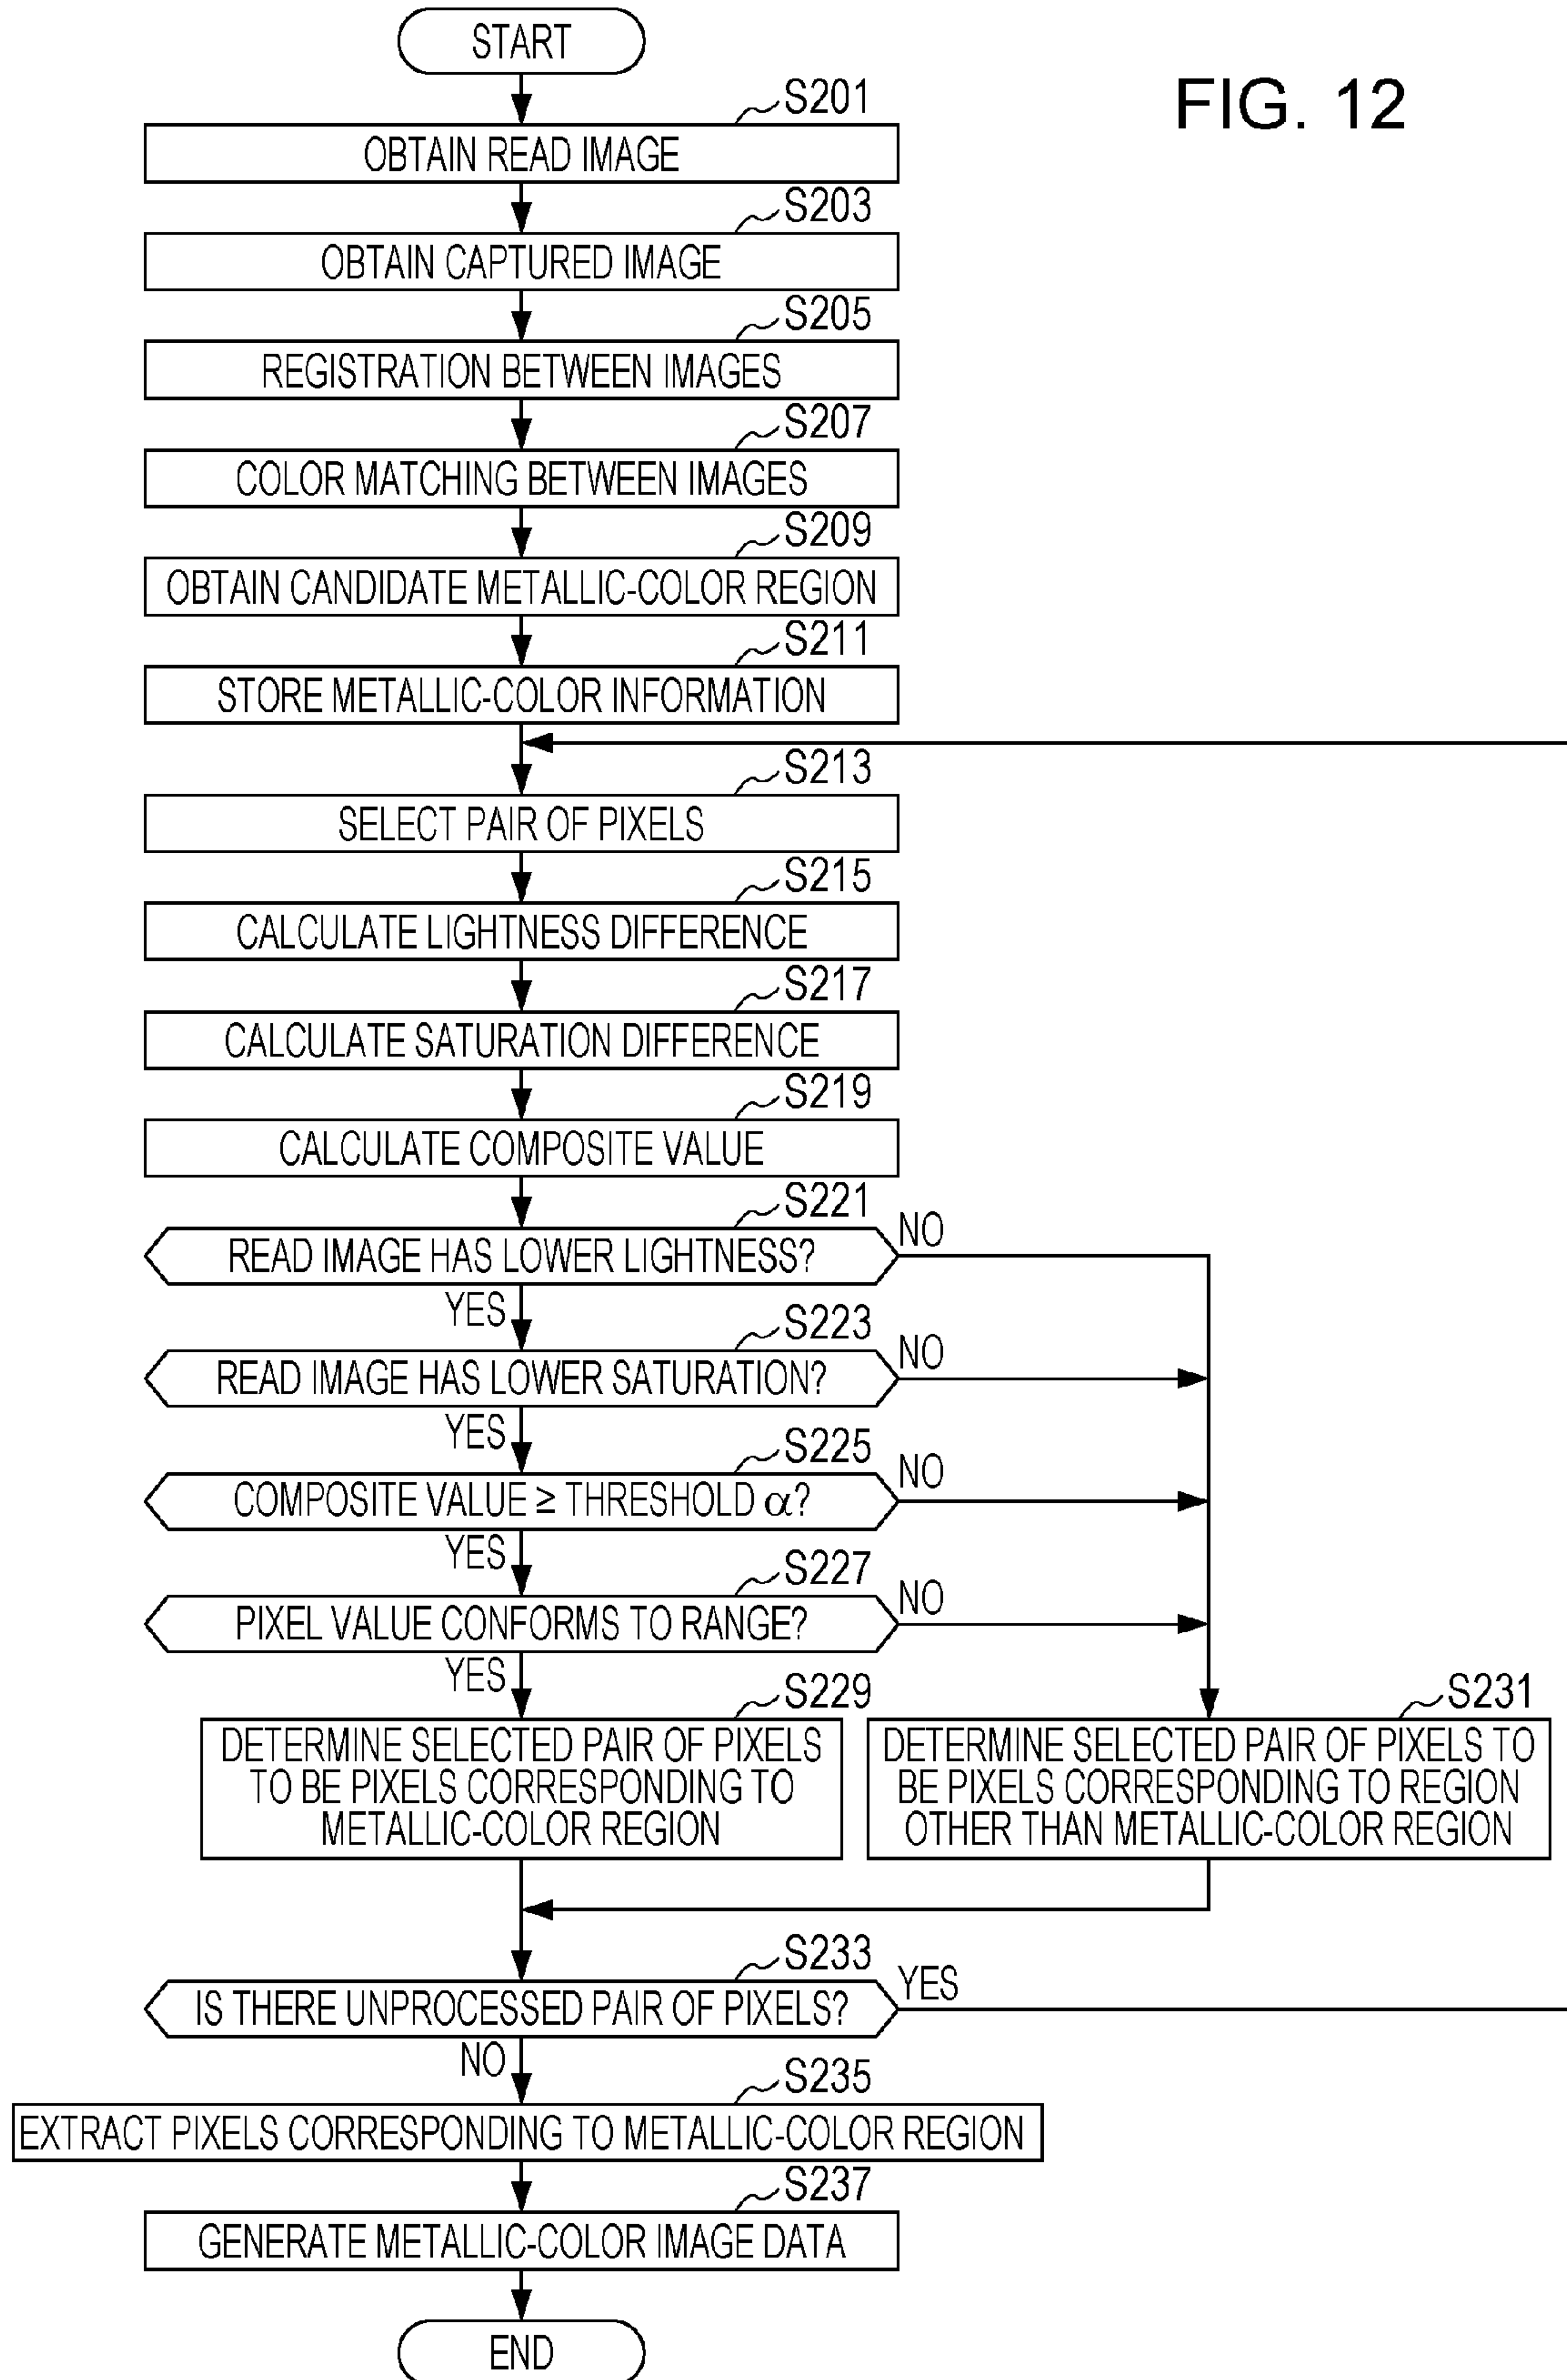 START
FIG. 12
S201
OBTAIN READ IMAGE
S203
OBTAIN CAPTURED IMAGE
S205
REGISTRATION BETWEEN IMAGES
S207
COLOR MATCHING BETWEEN IMAGES
S209
OBTAIN CANDIDATE METALLIC-COLOR REGION
S211
STORE METALLIC-COLOR INFORMATION
S213
SELECT PAIR OF PIXELS
S215
CALCULATE LIGHTNESS DIFFERENCE
S217
CALCULATE SATURATION DIFFERENCE
S219
CALCULATE COMPOSITE VALUE
S221
READ IMAGE HAS LOWER LIGHTNESS?
NO
YES
S223
READ IMAGE HAS LOWER SATURATION?
NO
YES
S225
COMPOSITE VALUE ≥ THRESHOLD α?
NO
YES
S227
PIXEL VALUE CONFORMS TO RANGE?
NO
YES
S229
DETERMINE SELECTED PAIR OF PIXELS
TO BE PIXELS CORRESPONDING TO
METALLIC-COLOR REGION
S231
DETERMINE SELECTED PAIR OF PIXELS TO
BE PIXELS CORRESPONDING TO REGION
OTHER THAN METALLIC-COLOR REGION
S233
IS THERE UNPROCESSED PAIR OF PIXELS?
YES
NO
S235
EXTRACT PIXELS CORRESPONDING TO METALLIC-COLOR REGION
S237
GENERATE METALLIC-COLOR IMAGE DATA
END